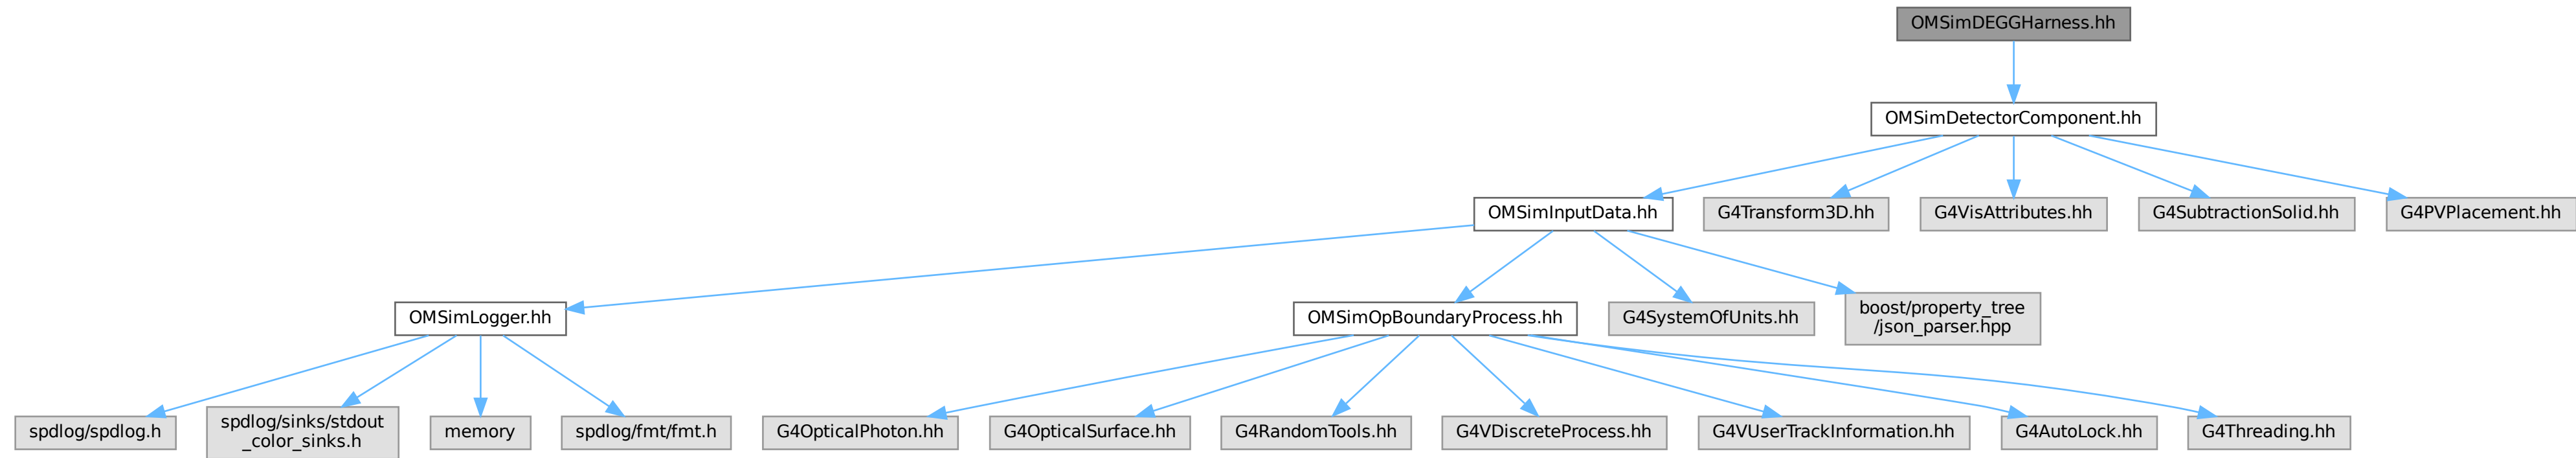 OMSimDEGGHarness.hh
OMSimDetectorComponent.hh
OMSimInputData.hh
G4Transform3D.hh
G4VisAttributes.hh
G4SubtractionSolid.hh
G4PVPlacement.hh
OMSimLogger.hh
OMSimOpBoundaryProcess.hh
G4SystemOfUnits.hh
boost/property_tree
/json_parser.hpp
spdlog/spdlog.h
spdlog/sinks/stdout
_color_sinks.h
memory
spdlog/fmt/fmt.h
G4OpticalPhoton.hh
G4OpticalSurface.hh
G4RandomTools.hh
G4VDiscreteProcess.hh
G4VUserTrackInformation.hh
G4AutoLock.hh
G4Threading.hh